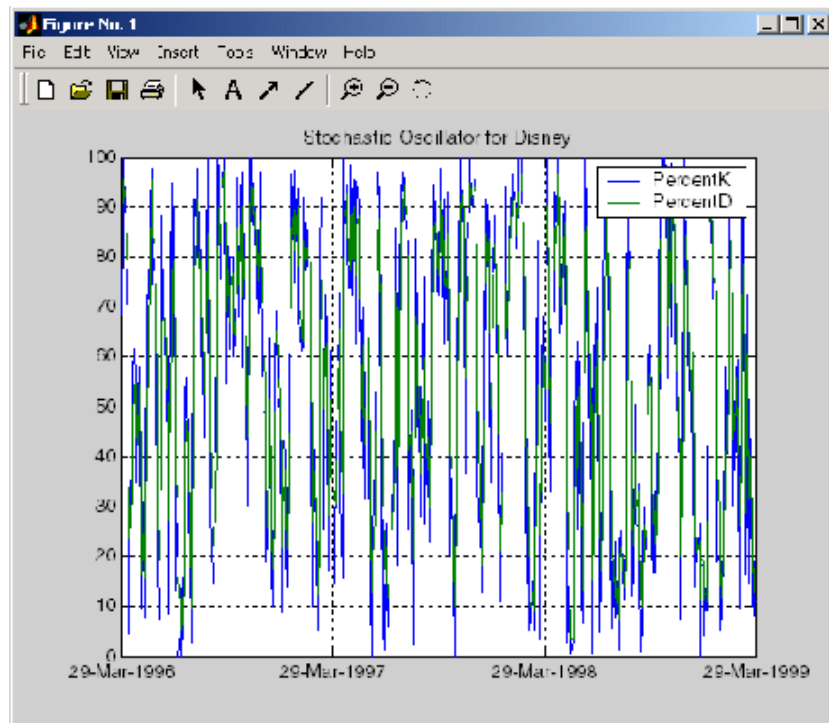 Figure No. 1
File Edit View Insert Tools Window Help
A
Stochastic Oscillator for Disney
100
90
80
70
60
50
40
30
20
10
0
PercentK
PercentD
29-Mar-1996 29-Mar-1997 29-Mar-1998 29-Mar-1999